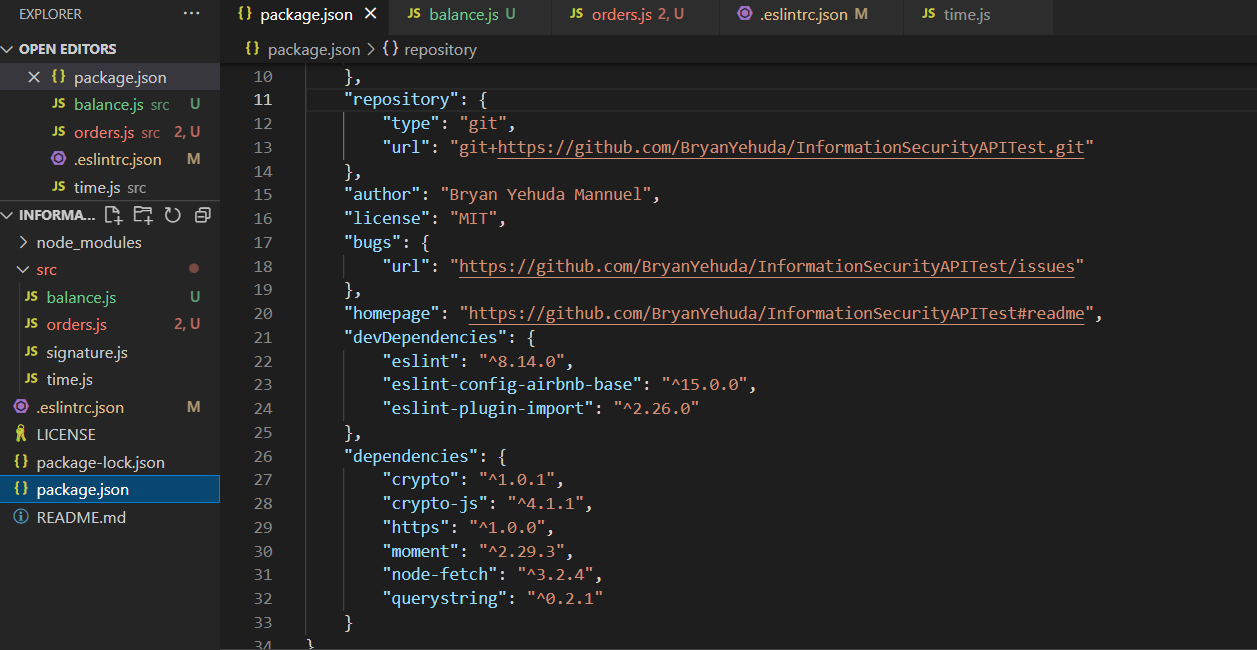 EXPLORER ...
OPEN EDITORS
{} package.json
JS balance.js src U
JS orders.js src 2, U
.eslintrc.json M
JS time.js src
INFORMA...
node_modules
src
JS balance.js U
JS orders.js 2, U
JS signature.js
JS time.js
.eslintrc.json M
LICENSE
{} package-lock.json
{} package.json
README.md
{} package.json JS balance.js U JS orders.js 2, U .eslintrc.json M JS time.js
{} package.json > {} repository
10 },
11 "repository": {
12 "type": "git",
13 "url": "git+https://github.com/BryanYehuda/InformationSecurityAPITest.git"
14 },
15 "author": "Bryan Yehuda Mannuel",
16 "license": "MIT",
17 "bugs": {
18 "url": "https://github.com/BryanYehuda/InformationSecurityAPITest/issues"
19 },
20 "homepage": "https://github.com/BryanYehuda/InformationSecurityAPITest#readme",
21 "devDependencies": {
22 "eslint": "^8.14.0",
23 "eslint-config-airbnb-base": "^15.0.0",
24 "eslint-plugin-import": "^2.26.0"
25 },
26 "dependencies": {
27 "crypto": "^1.0.1",
28 "crypto-js": "^4.1.1",
29 "https": "^1.0.0",
30 "moment": "^2.29.3",
31 "node-fetch": "^3.2.4",
32 "querystring": "^0.2.1"
33 }
34 }